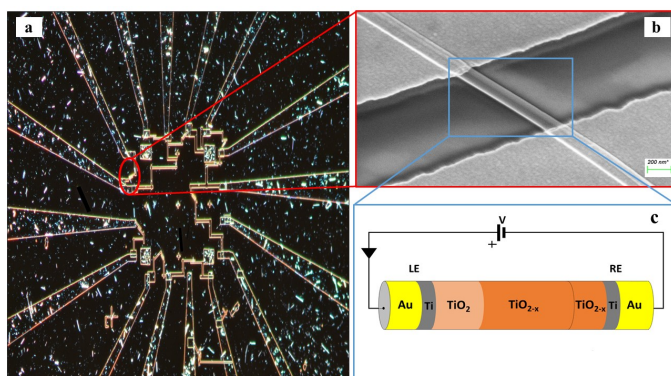 a
b
200 nm*
V
c
+
LE
RE
Au
Ti
TiO₂
TiO₂₋ₓ
TiO₂₋ₓ
Ti
Au